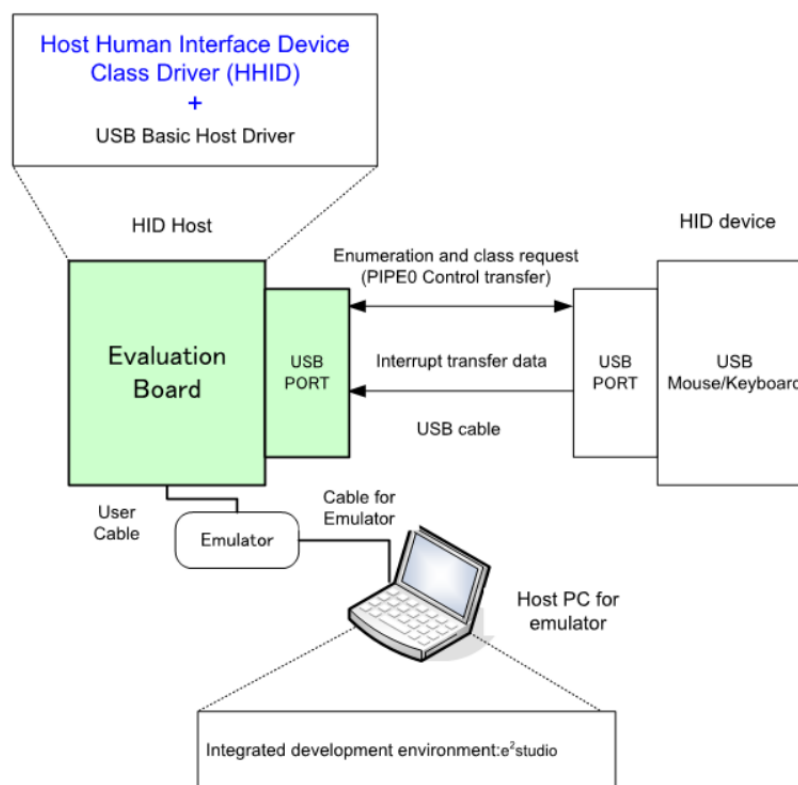 Host Human Interface Device
Class Driver (HHID)
+
USB Basic Host Driver
HID Host
HID device
Enumeration and class request
(PIPE0 Control transfer)
Evaluation
Board
USB
PORT
Interrupt transfer data
USB
PORT
USB
Mouse/Keyboard
USB cable
User
Cable
Cable for
Emulator
Emulator
Host PC for
emulator
Integrated development environment:e²studio